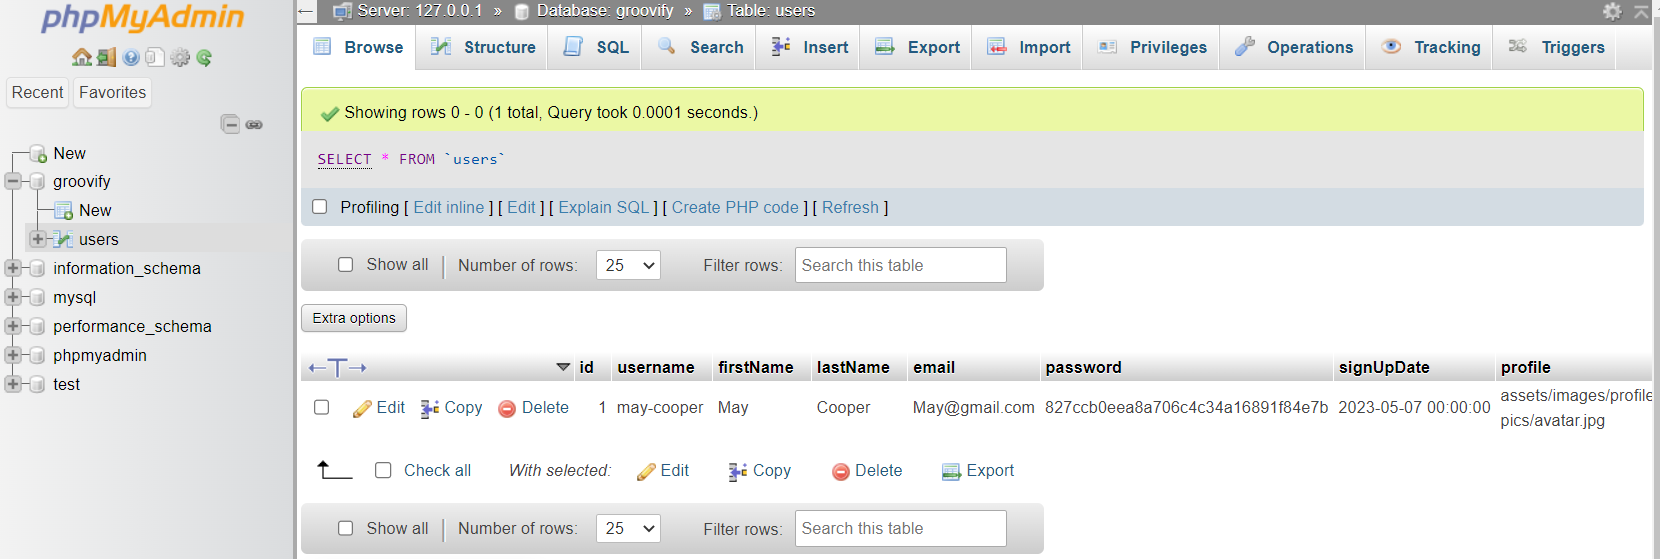 phpMyAdmin
Recent Favorites
New
groovify
New
users
information_schema
mysql
performance_schema
phpmyadmin
test
Server: 127.0.0.1 » Database: groovify » Table: users
Browse Structure SQL Search Insert Export Import Privileges Operations Tracking Triggers
Showing rows 0 - 0 (1 total, Query took 0.0001 seconds.)
SELECT * FROM `users`
Profiling [ Edit inline ] [ Edit ] [ Explain SQL ] [ Create PHP code ] [ Refresh ]
Show all Number of rows: 25 Filter rows: Search this table
Extra options
id username firstName lastName email password signUpDate profile
Edit Copy Delete 1 may-cooper May Cooper May@gmail.com 827ccb0eea8a706c4c34a16891f84e7b 2023-05-07 00:00:00 assets/images/profile
pics/avatar.jpg
Check all With selected: Edit Copy Delete Export
Show all Number of rows: 25 Filter rows: Search this table